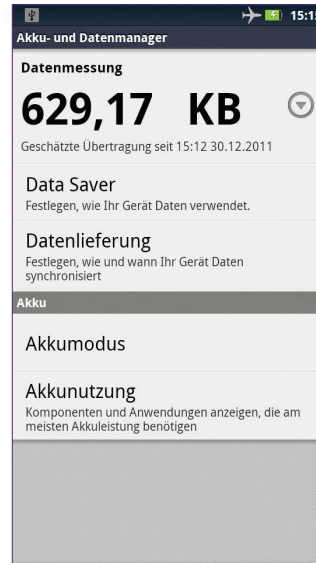 15:15
Akku- und Datenmanager
Datenmessung
629,17 KB
Geschätzte Übertragung seit 15:12 30.12.2011
Data Saver
Festlegen, wie Ihr Gerät Daten verwendet.
Datenlieferung
Festlegen, wie und wann Ihr Gerät Daten
synchronisiert
Akku
Akkumodus
Akkunutzung
Komponenten und Anwendungen anzeigen, die am
meisten Akkuleistung benötigen